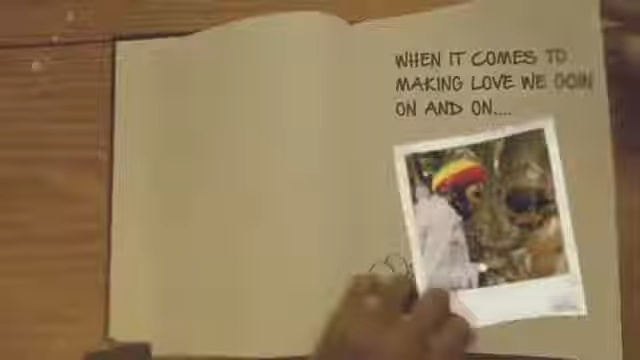 WHEN IT COMES TO
MAKING LOVE WE GOIN
ON AND ON....